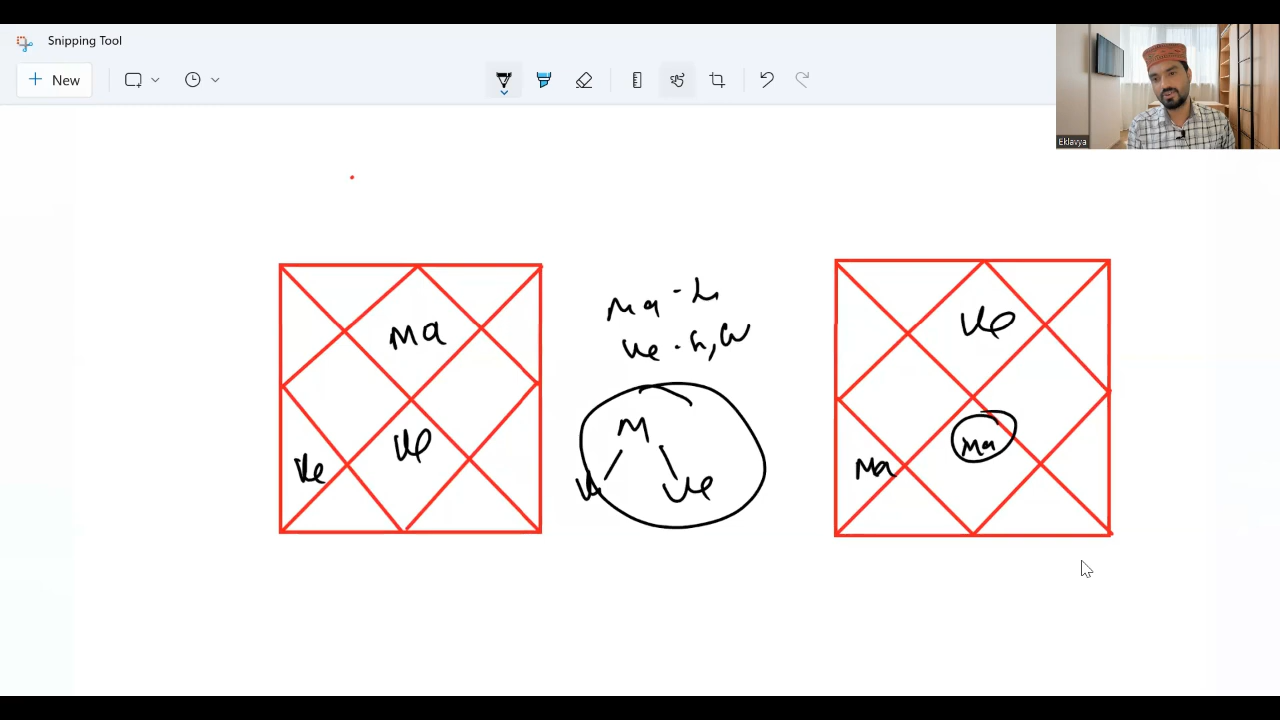 Snipping Tool
New
Eklavya
Ma
Ve
Ve
Ma - h
Ve - h, w
M
Ve
Ve
Ma
Ma